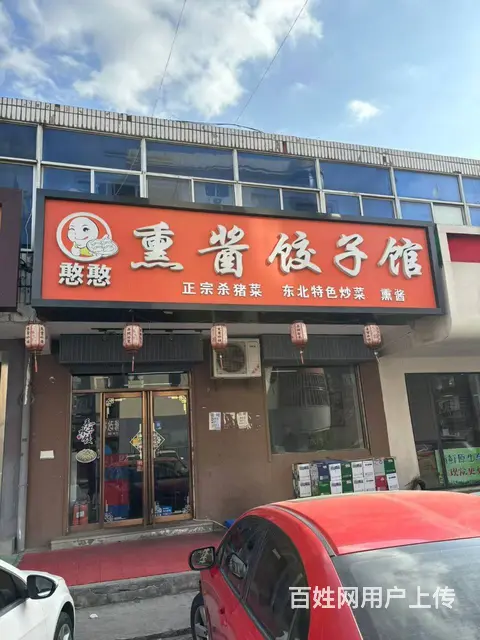 憨憨
熏酱饺子馆
正宗杀猪菜 东北特色炒菜 熏酱
百姓网用户上传